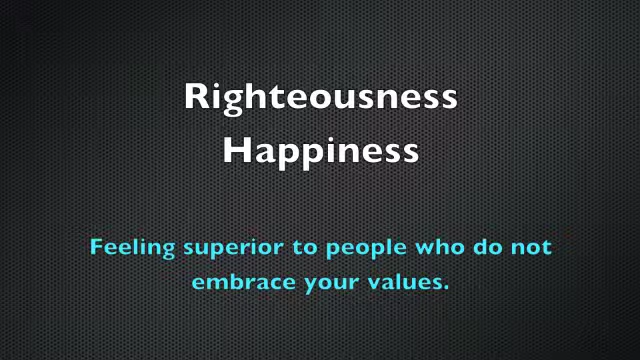 Righteousness
Happiness
Feeling superior to people who do not
embrace your values.